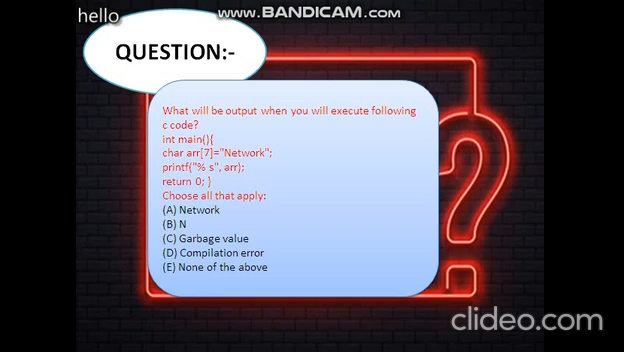 hello
www.BANDICAM.com
QUESTION:-
What will be output when you will execute following
c code?
int main(){
char arr[7]="Network";
printf("% s", arr);
return 0; }
Choose all that apply:
(A) Network
(B) N
(C) Garbage value
(D) Compilation error
(E) None of the above
clideo.com